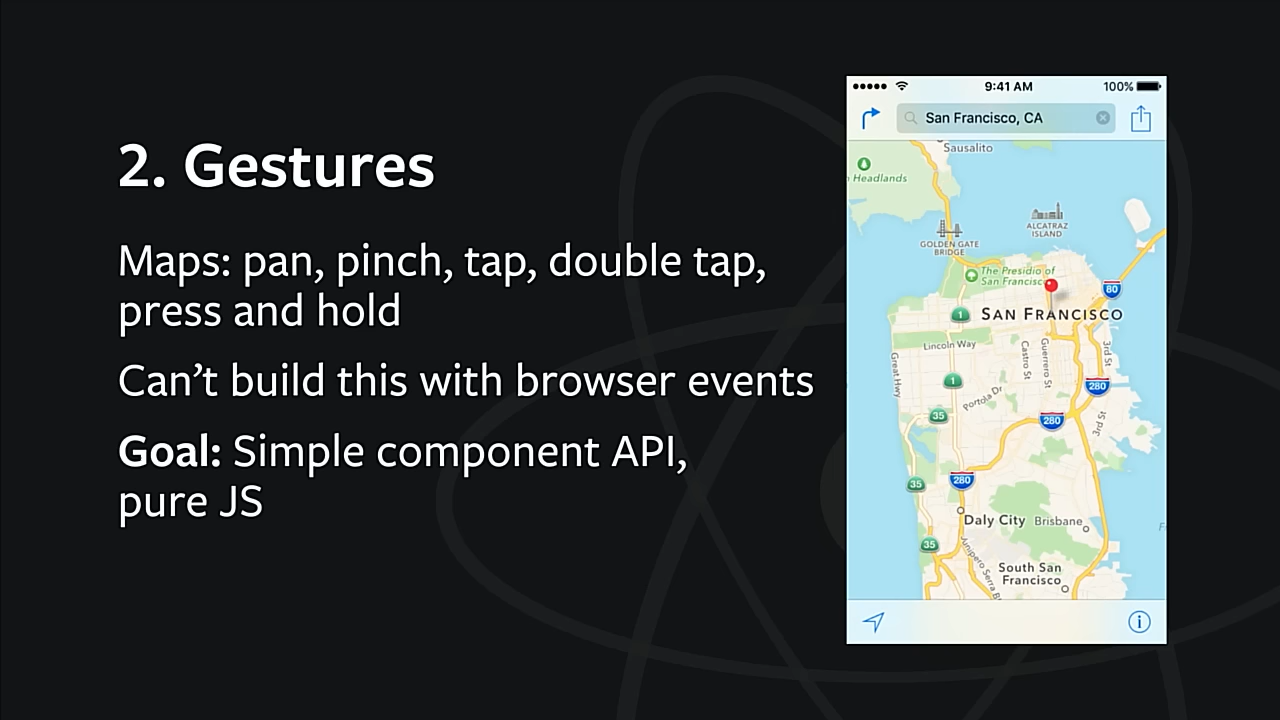 2. Gestures
Maps: pan, pinch, tap, double tap,
press and hold
Can’t build this with browser events
Goal: Simple component API,
pure JS
9:41 AM
100%
San Francisco, CA
Sausalito
Headlands
ALCATRAZ
ISLAND
GOLDEN GATE
BRIDGE
The Presidio of
San Francisco
80
1
SAN FRANCISCO
Lincoln Way
Great Hwy
Castro St
Guerrero St
3rd St
1
280
Portola Dr
35
280
3rd St
280
35
Daly City
Brisbane
35
Junipero Serra B
South San
Francisco